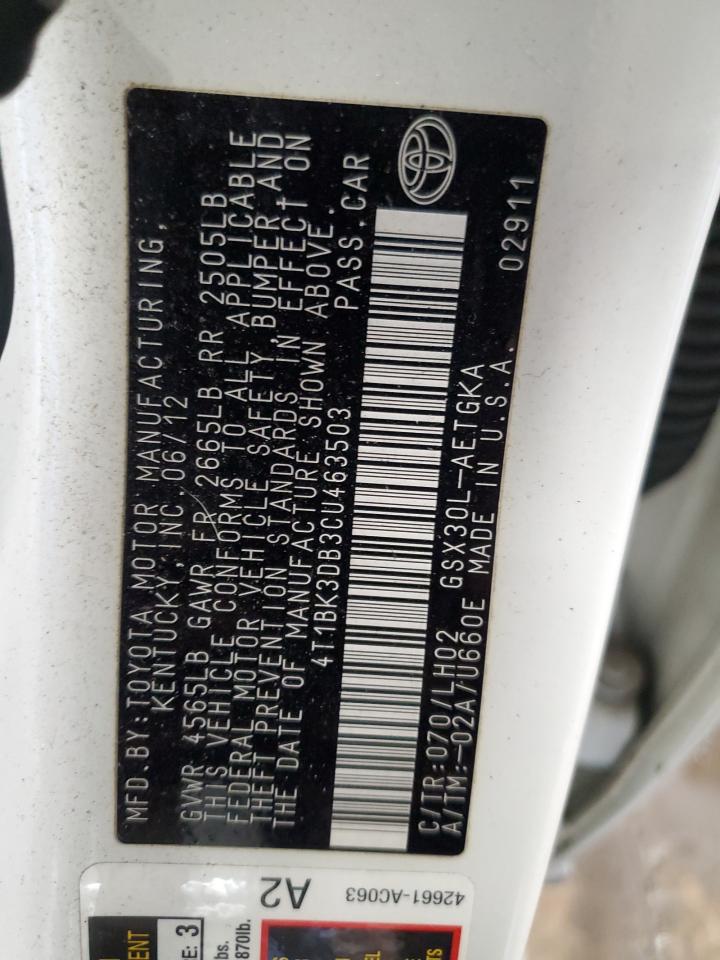 MFD.BY:TOYOTA MOTOR MANUFACTURING,
KENTUCKY, INC. 06/12
GVWR 4565LB GAWR FR 2665LB RR 2505LB
THIS VEHICLE CONFORMS TO ALL APPLICABLE
FEDERAL MOTOR VEHICLE SAFETY, BUMPER AND
THEFT PREVENTION STANDARDS IN EFFECT ON
THE DATE OF MANUFACTURE SHOWN ABOVE.
4T1BK3DB3CU463503 PASS.CAR
C/TR:070/LH02 GSX30L-AETGKA
A/TM:-02A/U660E MADE IN U.S.A. 02911
A2
42661-AC063
3
870lb.